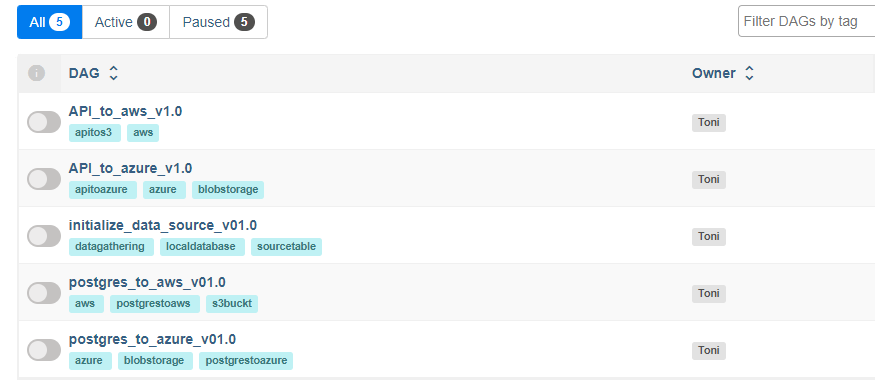 All 5 Active 0 Paused 5 Filter DAGs by tag
i DAG Owner
API_to_aws_v1.0
apitos3 aws Toni
API_to_azure_v1.0
apitoazure azure blobstorage Toni
initialize_data_source_v01.0
datagathering localdatabase sourcetable Toni
postgres_to_aws_v01.0
aws postgrestoaws s3buckt Toni
postgres_to_azure_v01.0
azure blobstorage postgrestoazure Toni